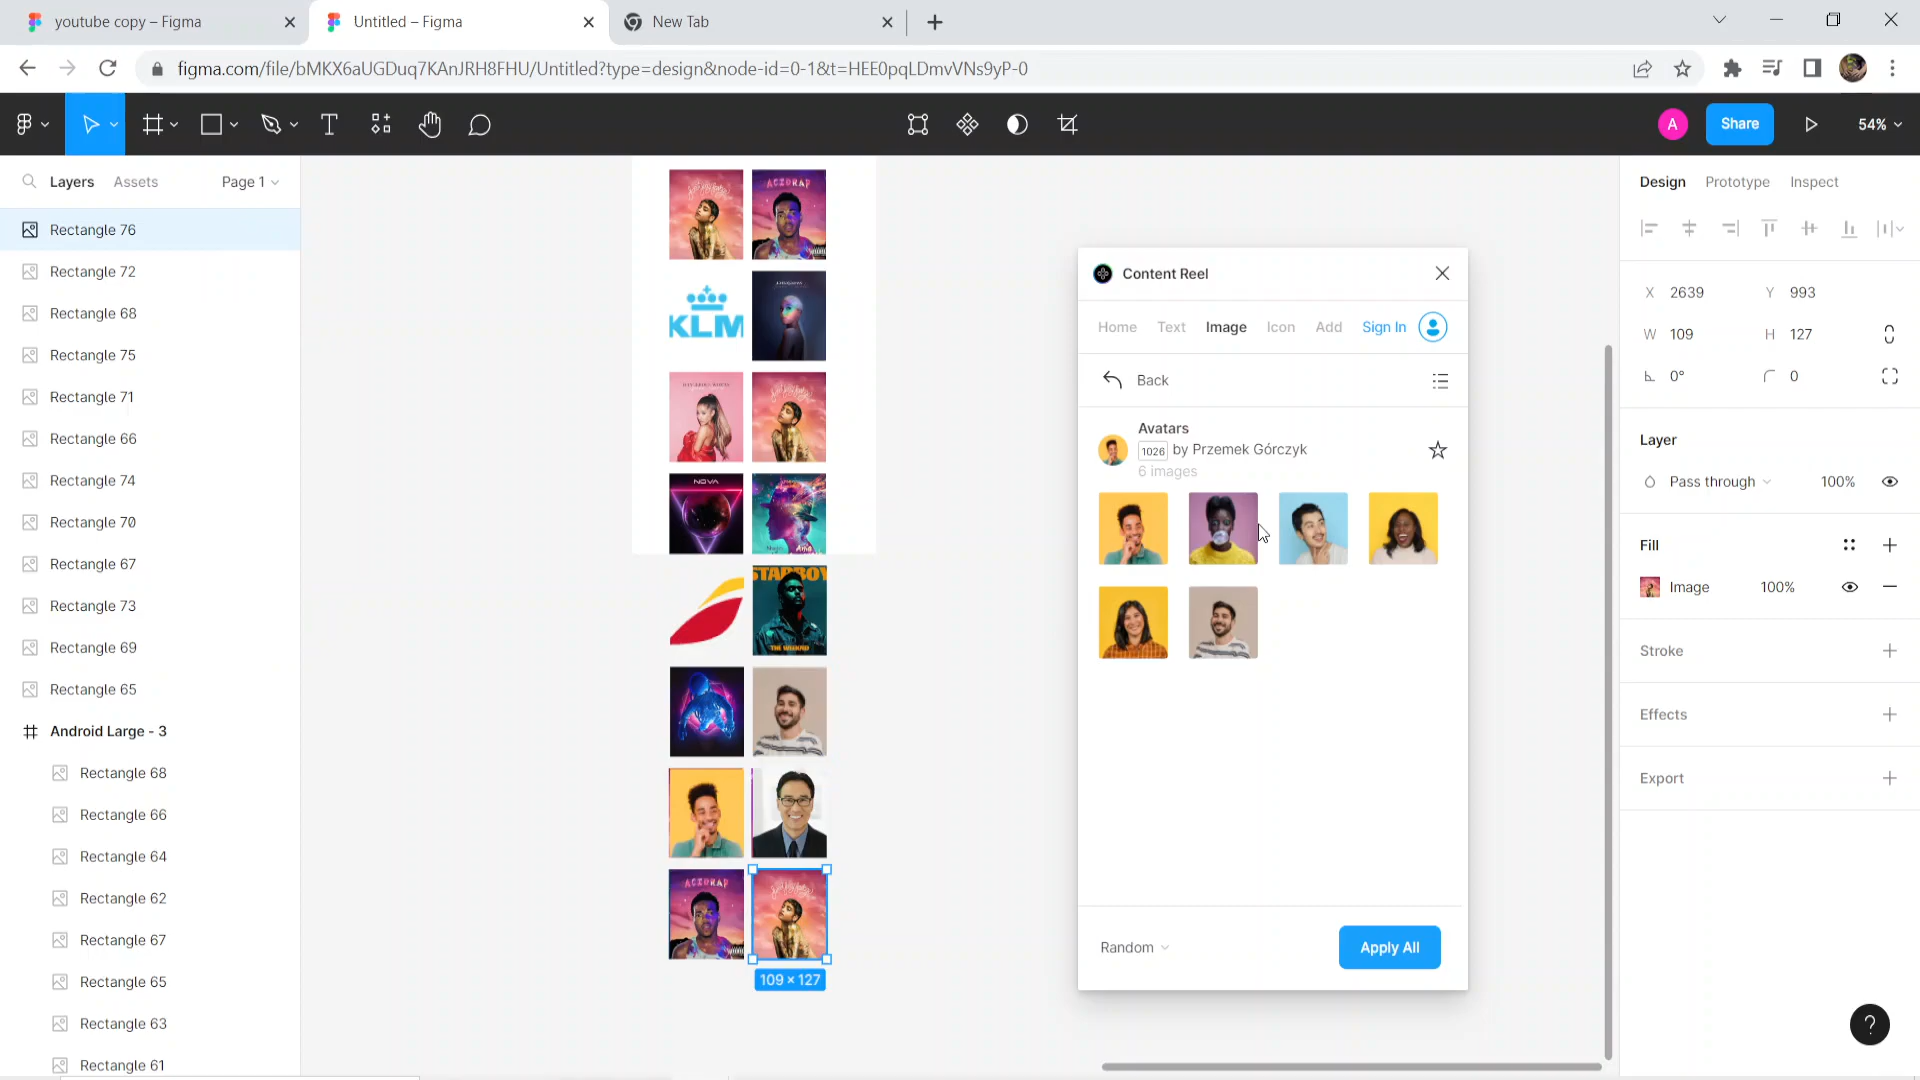 youtube copy – Figma
Untitled – Figma
New Tab
figma.com/file/bMKX6aUGDuq7KAnJRH8FHU/Untitled?type=design&node-id=0-1&t=HEE0pqLDmvVNs9yP-0
A
Share
54%
Layers
Assets
Page 1
Design
Prototype
Inspect
Rectangle 76
Rectangle 72
Rectangle 68
Rectangle 75
Rectangle 71
Rectangle 66
Rectangle 74
Rectangle 70
Rectangle 67
Rectangle 73
Rectangle 69
Rectangle 65
Android Large - 3
Rectangle 68
Rectangle 66
Rectangle 64
Rectangle 62
Rectangle 67
Rectangle 65
Rectangle 63
Rectangle 61
ACIDRAP
KLM
NOVA
STARBOY
THE WEEKND
ACIDRAP
109 × 127
Content Reel
Home
Text
Image
Icon
Add
Sign In
Back
Avatars
1026 by Przemek Górczyk
6 images
Random
Apply All
X 2639
Y 993
W 109
H 127
0°
0
Layer
Pass through
100%
Fill
Image
100%
Stroke
Effects
Export
?